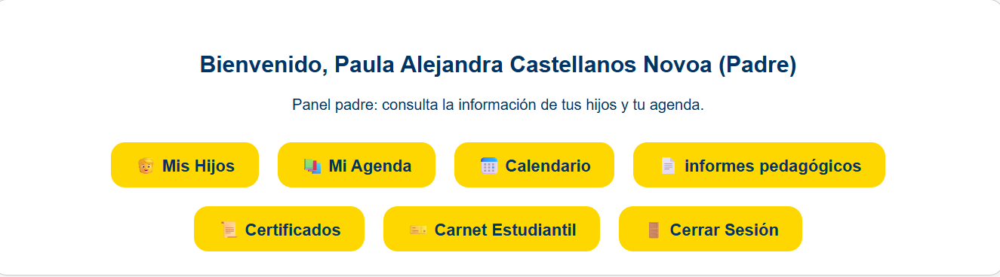 Bienvenido, Paula Alejandra Castellanos Novoa (Padre)
Panel padre: consulta la información de tus hijos y tu agenda.
Mis Hijos
Mi Agenda
Calendario
informes pedagógicos
Certificados
Carnet Estudiantil
Cerrar Sesión